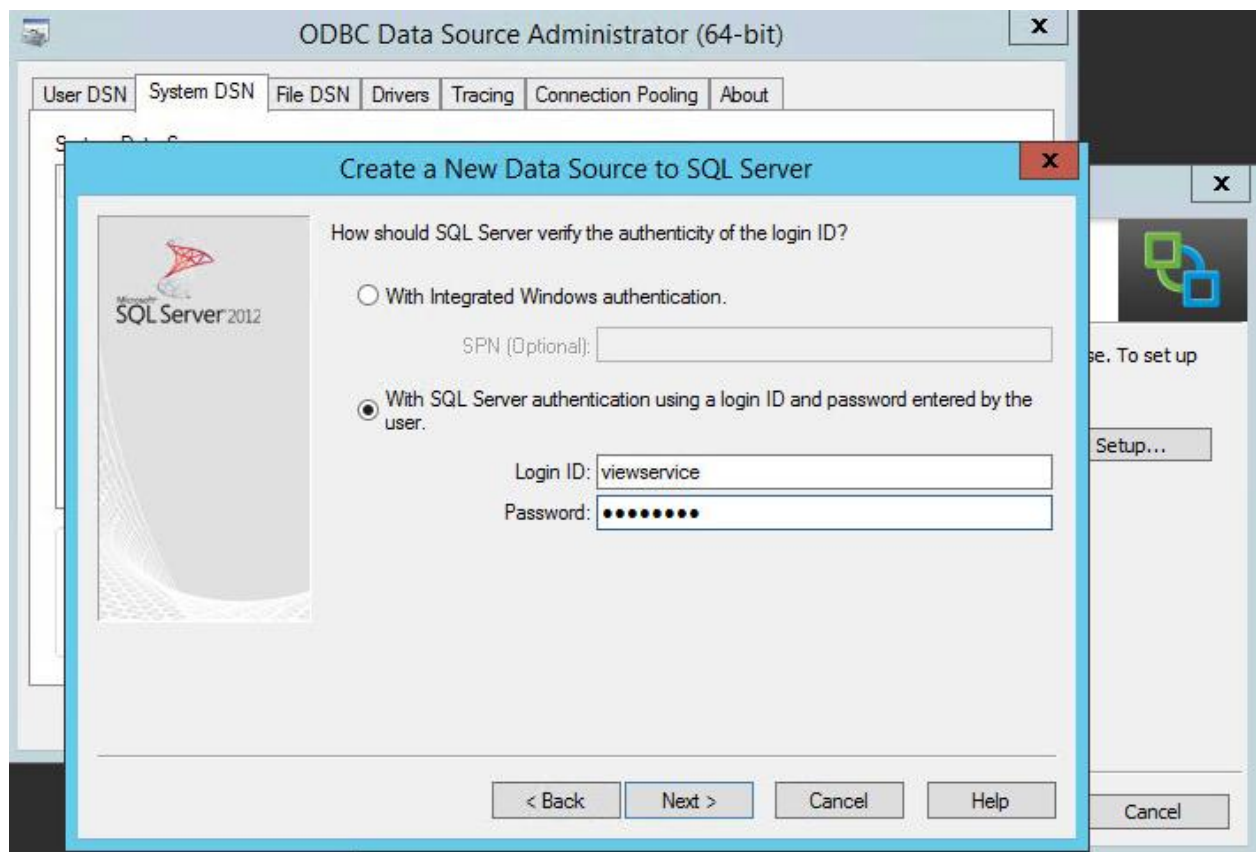 ODBC Data Source Administrator (64-bit)
x
User DSN System DSN File DSN Drivers Tracing Connection Pooling About
Create a New Data Source to SQL Server
x
x
How should SQL Server verify the authenticity of the login ID?
Microsoft®
SQL Server 2012
With Integrated Windows authentication.
SPN (Optional):
se. To set up
With SQL Server authentication using a login ID and password entered by the
user.
Setup...
Login ID: viewservice
Password: ●●●●●●●●
< Back Next > Cancel Help
Cancel